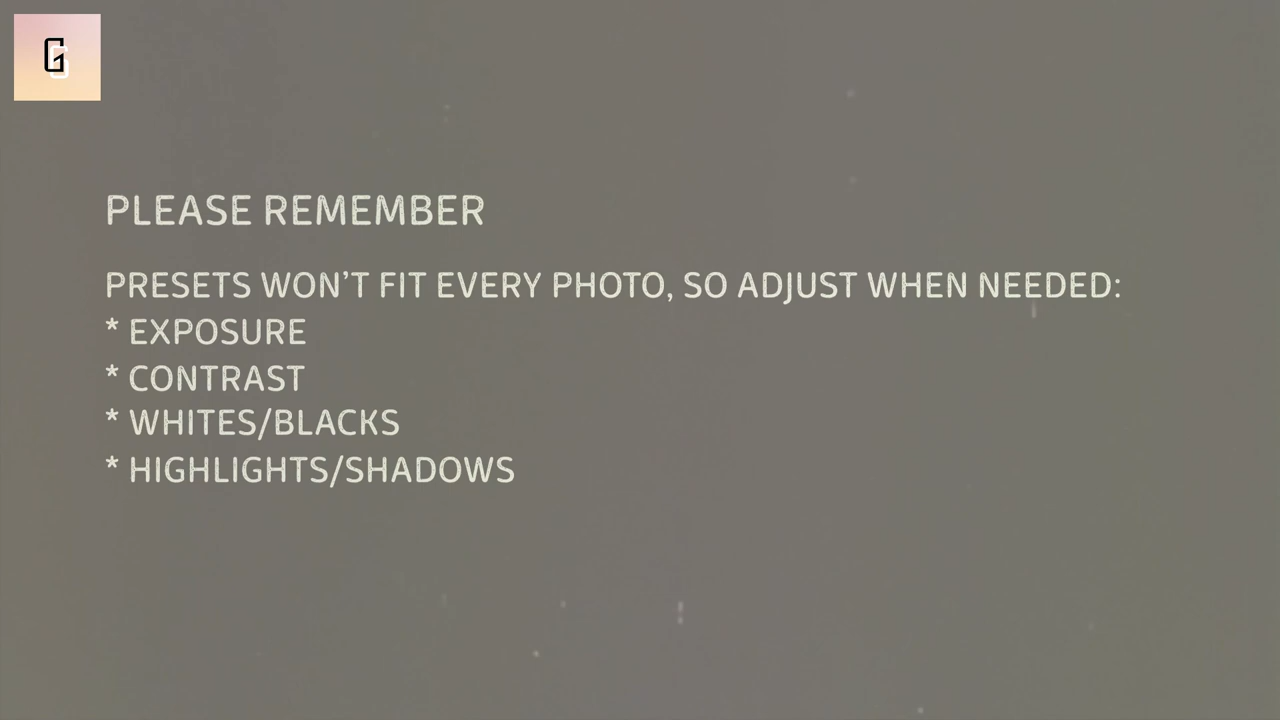 G
PLEASE REMEMBER
PRESETS WON'T FIT EVERY PHOTO, SO ADJUST WHEN NEEDED:
* EXPOSURE
* CONTRAST
* WHITES/BLACKS
* HIGHLIGHTS/SHADOWS